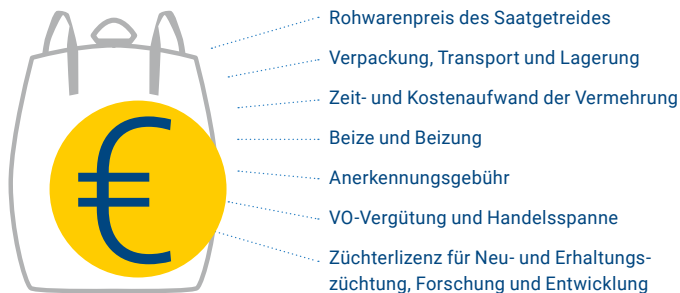 Rohwarenpreis des Saatgetreides
Verpackung, Transport und Lagerung
Zeit- und Kostenaufwand der Vermehrung
Beize und Beizung
€
Anerkennungsgebühr
VO-Vergütung und Handelsspanne
Züchterlizenz für Neu- und Erhaltungs-
züchtung, Forschung und Entwicklung